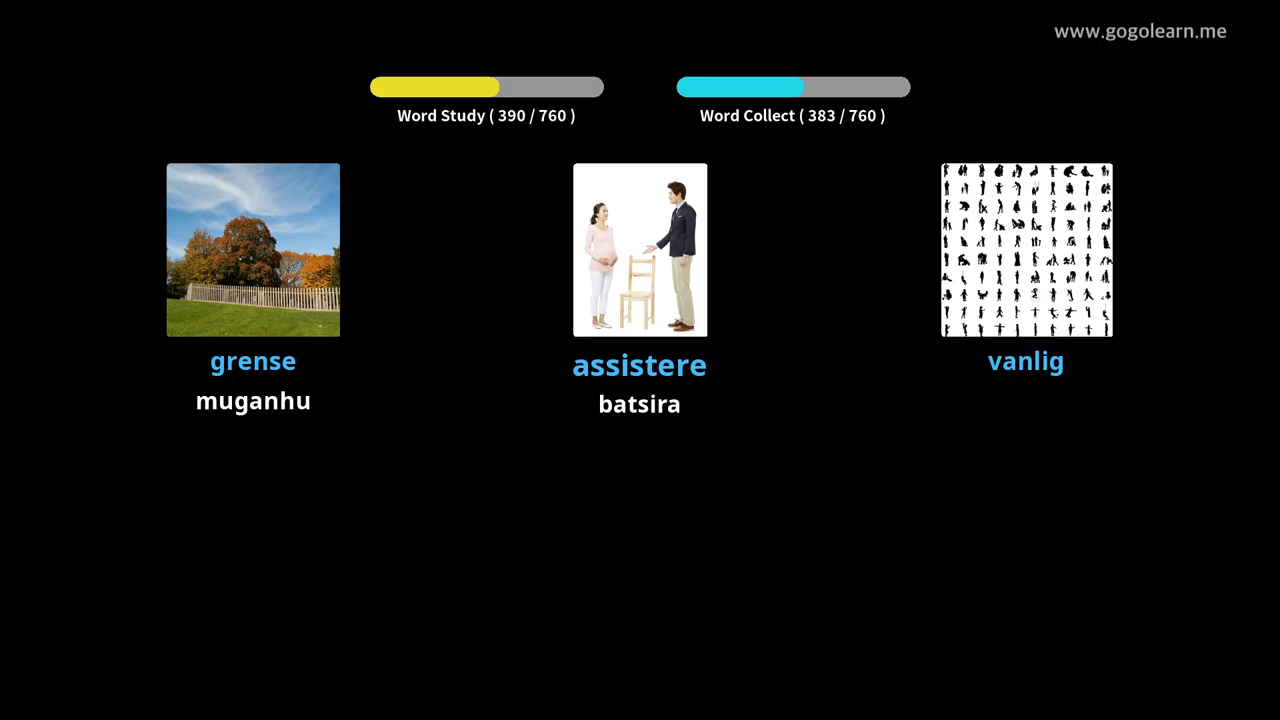 www.gogolearn.me
Word Study ( 390 / 760 )
Word Collect ( 383 / 760 )
grense
assistere
vanlig
muganhu
batsira